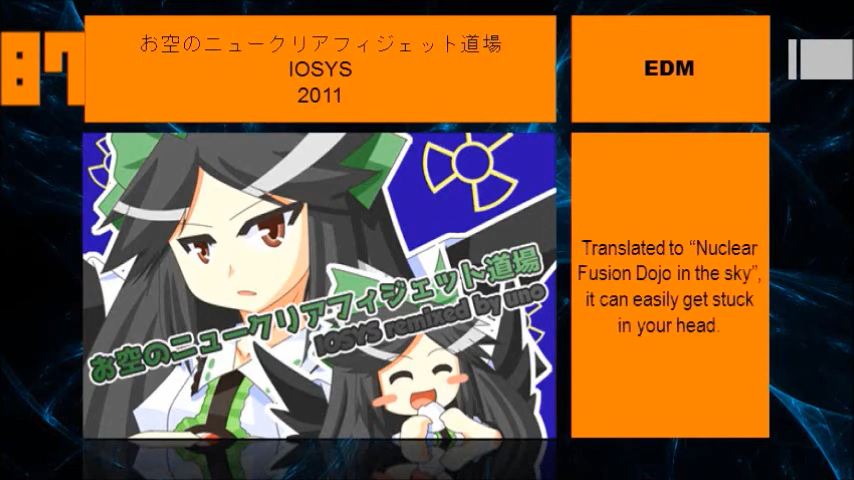 87
お空のニュークリアフィジェット道場
IOSYS
2011
EDM
お空のニュークリアフィジェット道場
IOSYS remixed by uno
Translated to “Nuclear
Fusion Dojo in the sky”,
it can easily get stuck
in your head.